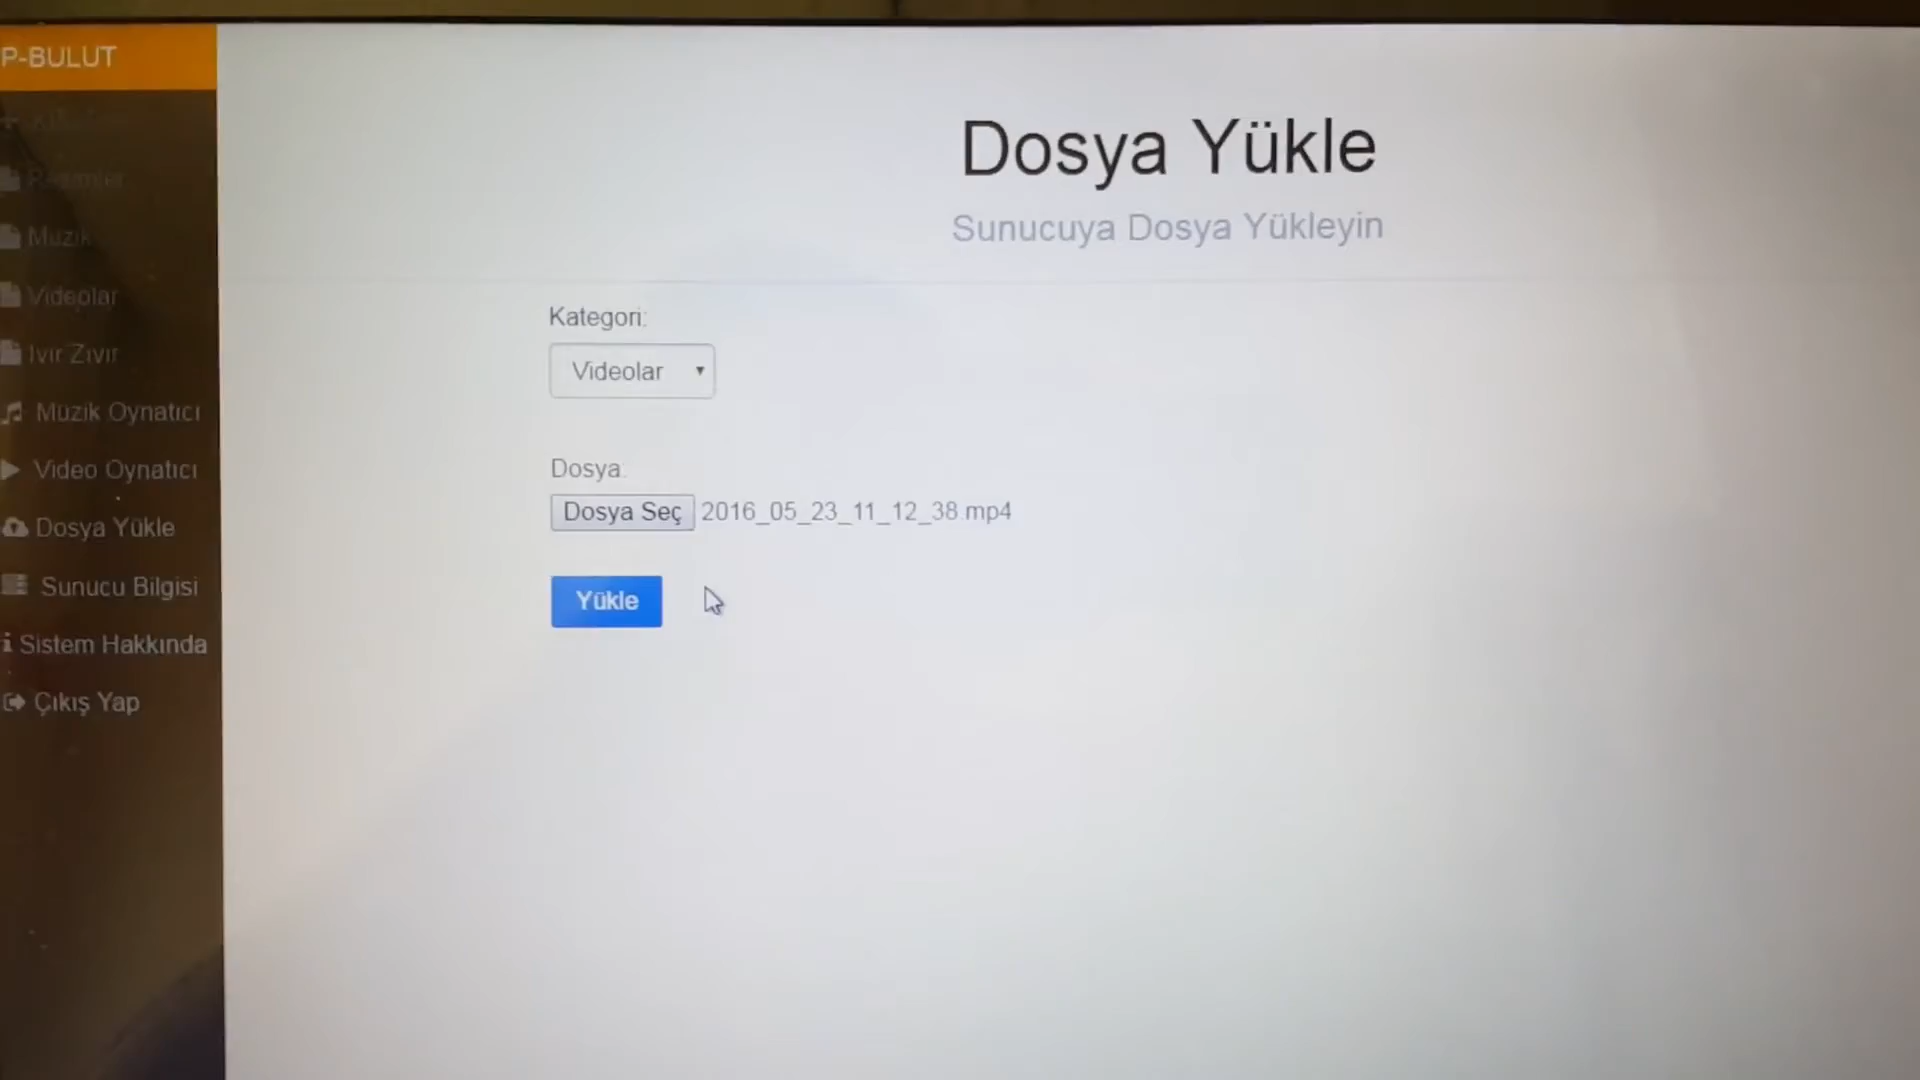 P-BULUT
Resimler
Müzik
Videolar
Ivır Zıvır
Müzik Oynatıcı
Video Oynatıcı
Dosya Yükle
Sunucu Bilgisi
Sistem Hakkında
Çıkış Yap
Dosya Yükle
Sunucuya Dosya Yükleyin
Kategori:
Videolar
Dosya:
Dosya Seç 2016_05_23_11_12_38.mp4
Yükle